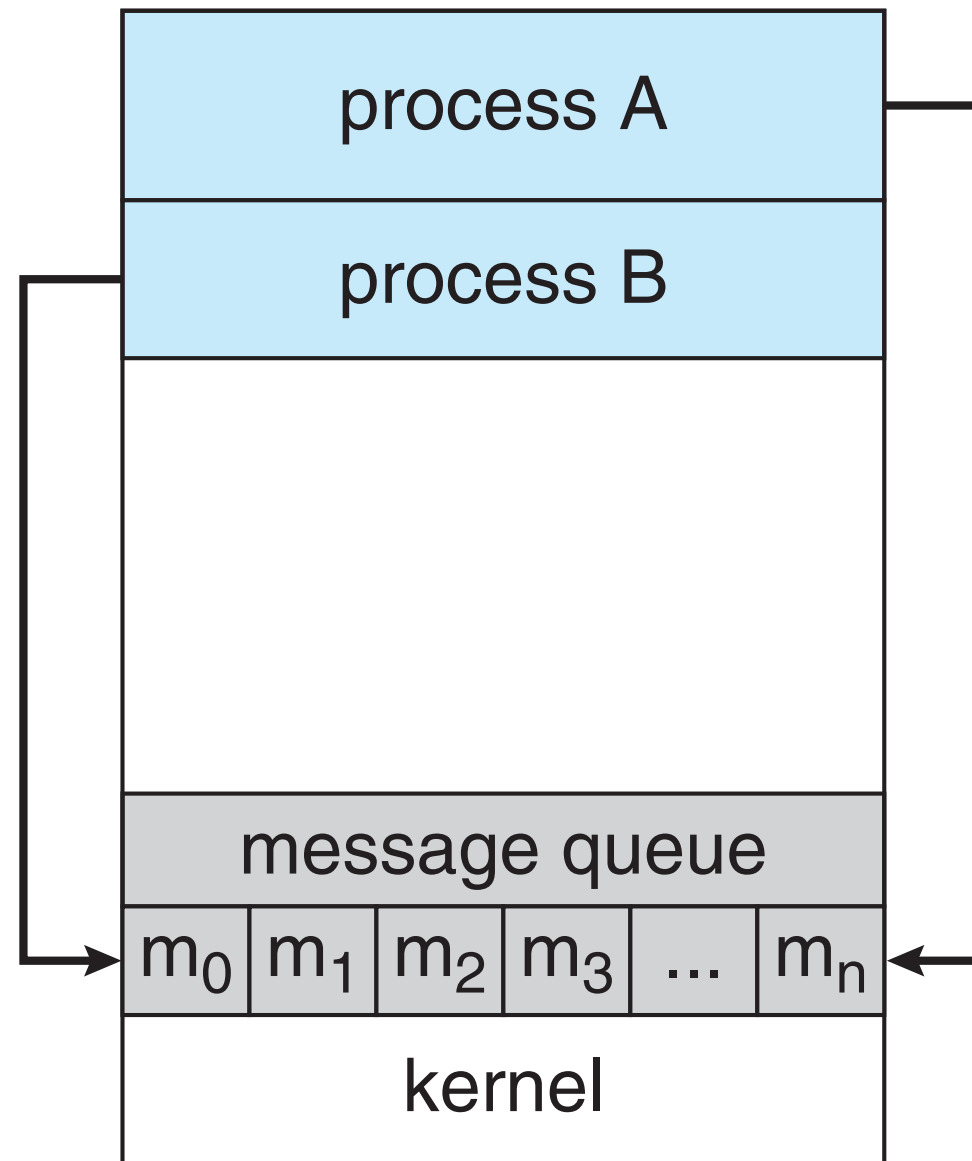 process A
process B
message queue
m₀ m₁ m₂ m₃ ... mₙ
kernel